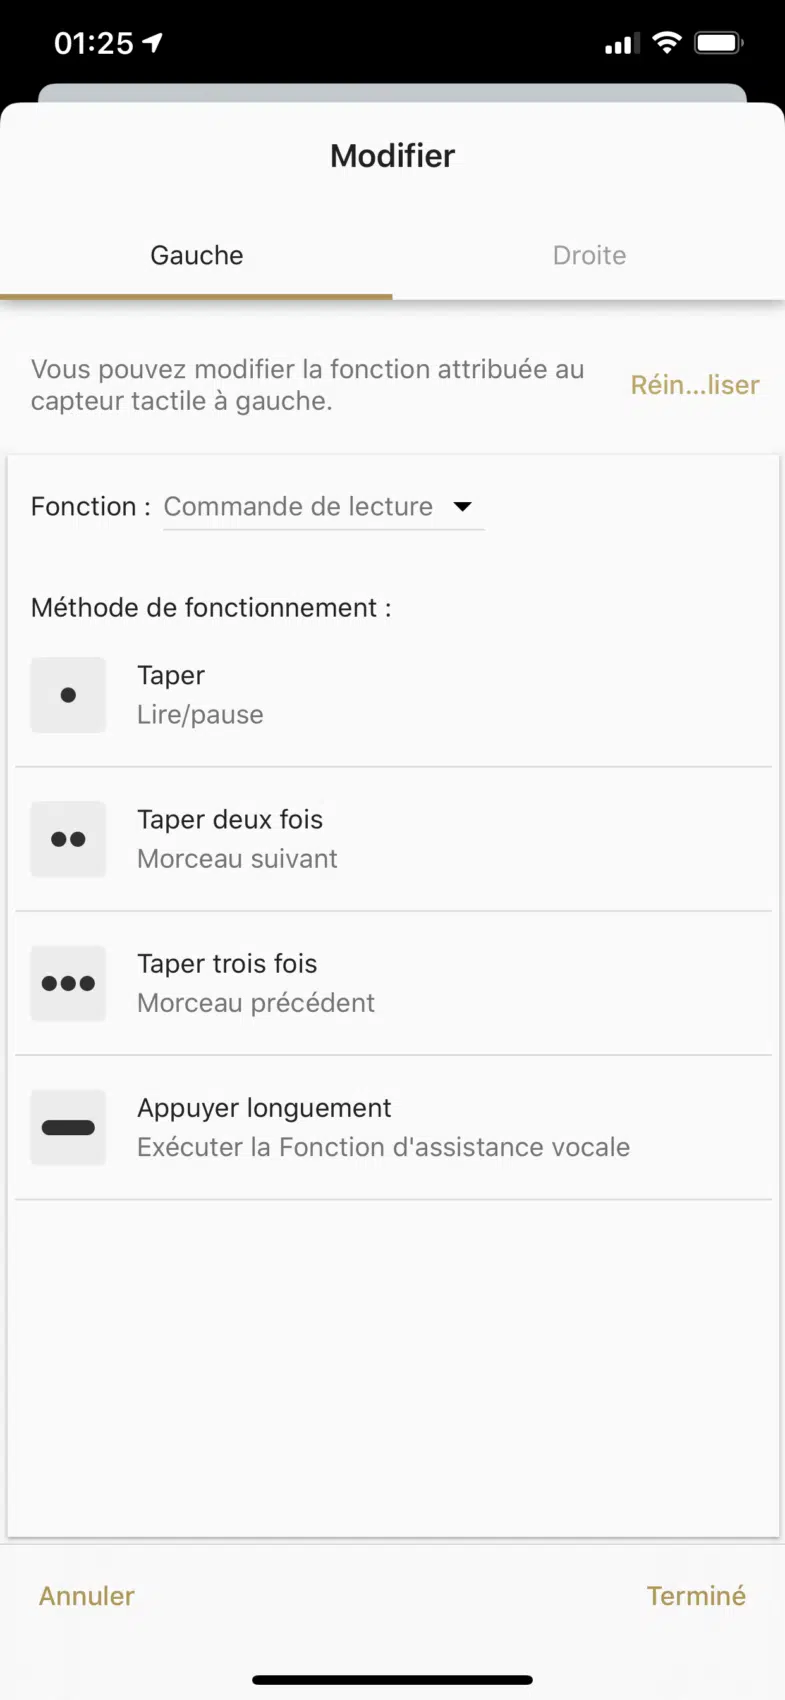 01:25
Modifier
Gauche
Droite
Vous pouvez modifier la fonction attribuée au
capteur tactile à gauche.
Réin...liser
Fonction : Commande de lecture
Méthode de fonctionnement :
Taper
Lire/pause
Taper deux fois
Morceau suivant
Taper trois fois
Morceau précédent
Appuyer longuement
Exécuter la Fonction d'assistance vocale
Annuler
Terminé